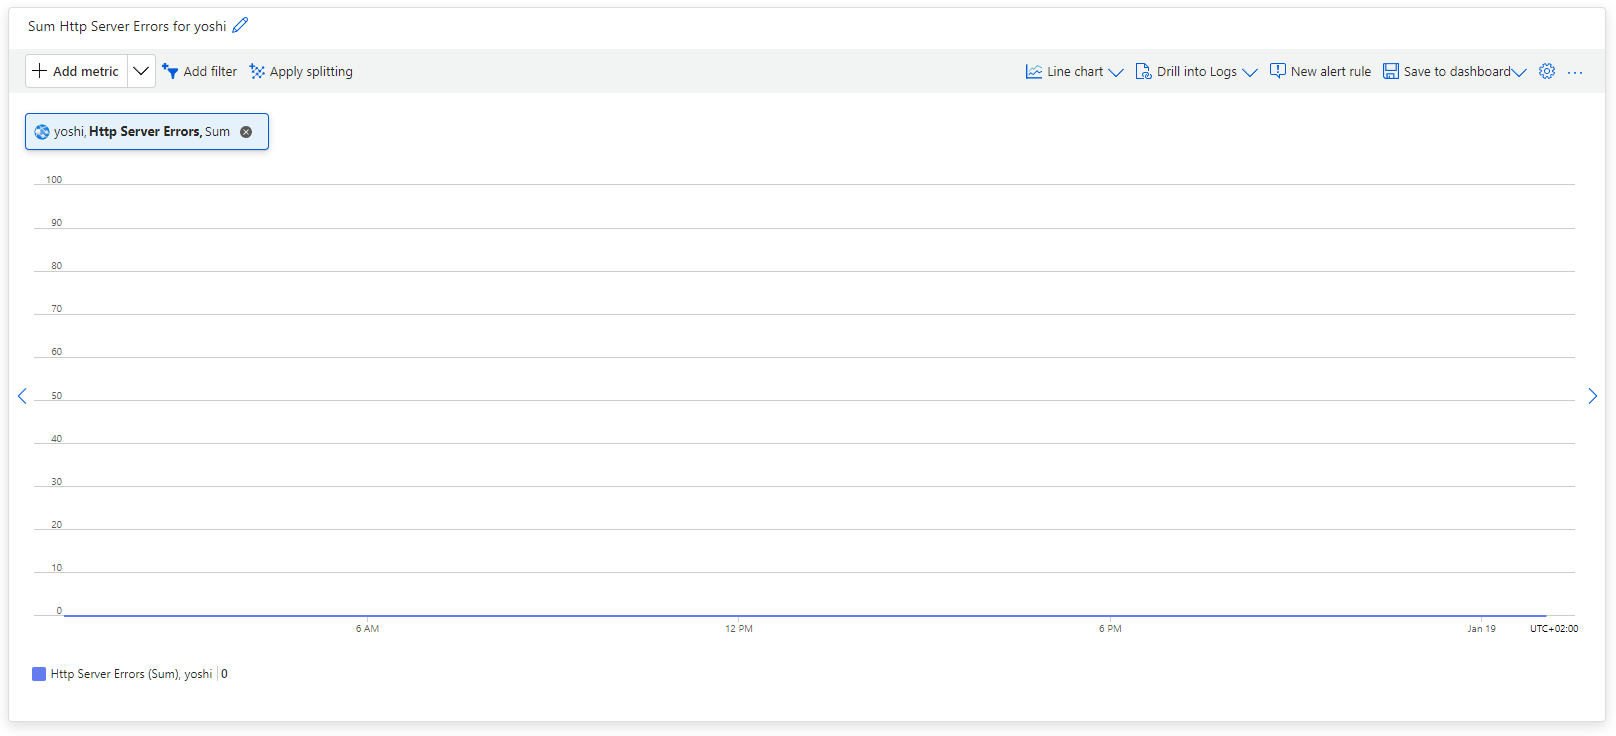 Sum Http Server Errors for yoshi
Add metric Add filter Apply splitting Line chart Drill into Logs New alert rule Save to dashboard
yoshi, Http Server Errors, Sum
100
90
80
70
60
50
40
30
20
10
0
6 AM 12 PM 6 PM Jan 19 UTC+02:00
Http Server Errors (Sum), yoshi 0